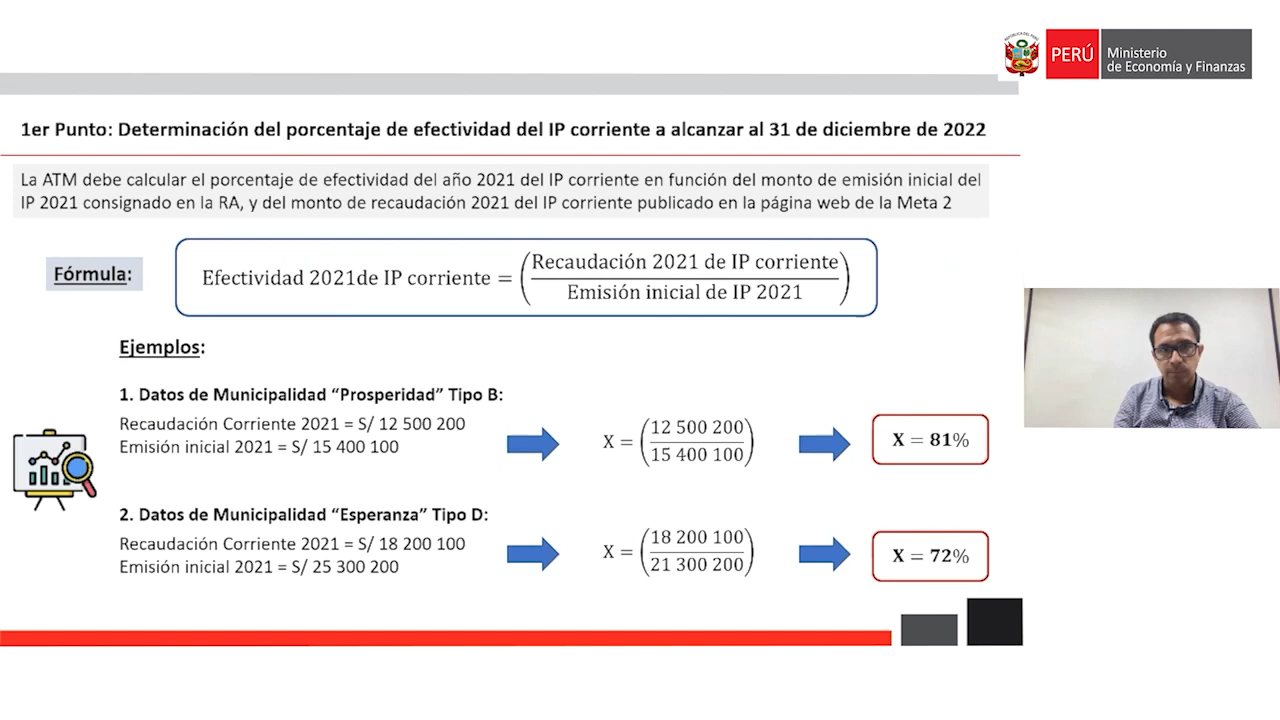 REPÚBLICA DEL PERÚ
PERÚ
Ministerio
de Economía y Finanzas
1er Punto: Determinación del porcentaje de efectividad del IP corriente a alcanzar al 31 de diciembre de 2022
La ATM debe calcular el porcentaje de efectividad del año 2021 del IP corriente en función del monto de emisión inicial del
IP 2021 consignado en la RA, y del monto de recaudación 2021 del IP corriente publicado en la página web de la Meta 2
Fórmula:
Efectividad 2021de IP corriente = (Recaudación 2021 de IP corriente
Emisión inicial de IP 2021)
Ejemplos:
1. Datos de Municipalidad “Prosperidad” Tipo B:
Recaudación Corriente 2021 = S/ 12 500 200
Emisión inicial 2021 = S/ 15 400 100
X = (12 500 200
15 400 100)
X = 81%
2. Datos de Municipalidad “Esperanza” Tipo D:
Recaudación Corriente 2021 = S/ 18 200 100
Emisión inicial 2021 = S/ 25 300 200
X = (18 200 100
21 300 200)
X = 72%